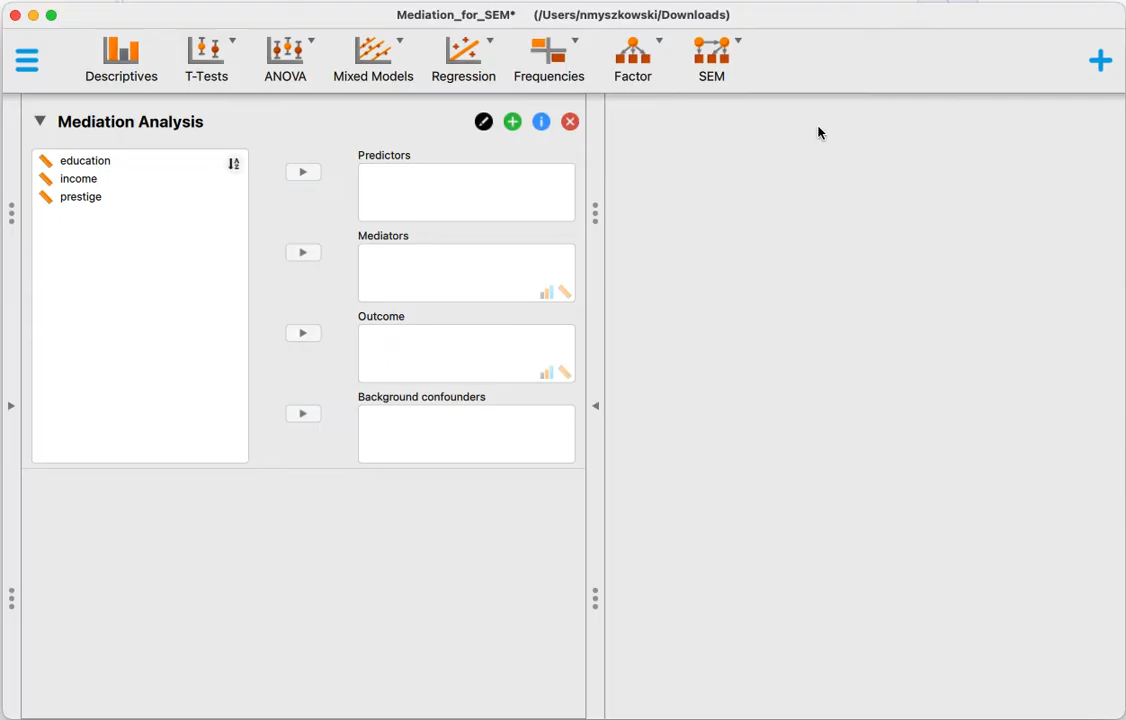 Mediation_for_SEM* (/Users/nmyszkowski/Downloads)
Descriptives
T-Tests
ANOVA
Mixed Models
Regression
Frequencies
Factor
SEM
Mediation Analysis
education
income
prestige
Predictors
Mediators
Outcome
Background confounders